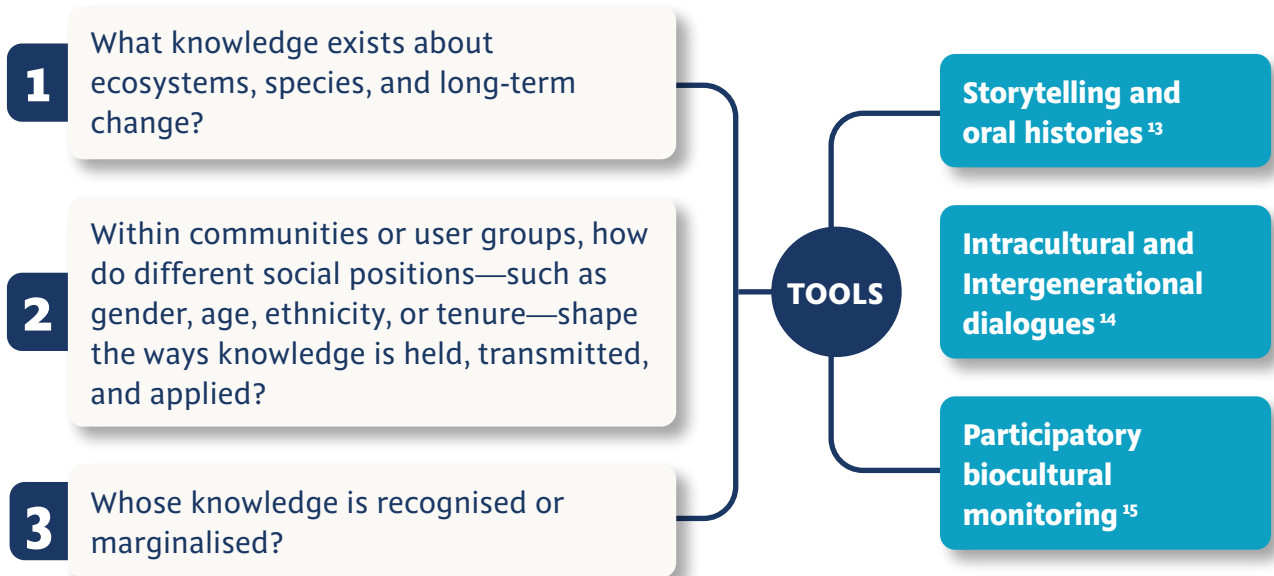 1
What knowledge exists about
ecosystems, species, and long-term
change?
2
Within communities or user groups, how
do different social positions—such as
gender, age, ethnicity, or tenure—shape
the ways knowledge is held, transmitted,
and applied?
3
Whose knowledge is recognised or
marginalised?
TOOLS
Storytelling and
oral histories 13
Intracultural and
Intergenerational
dialogues 14
Participatory
biocultural
monitoring 15